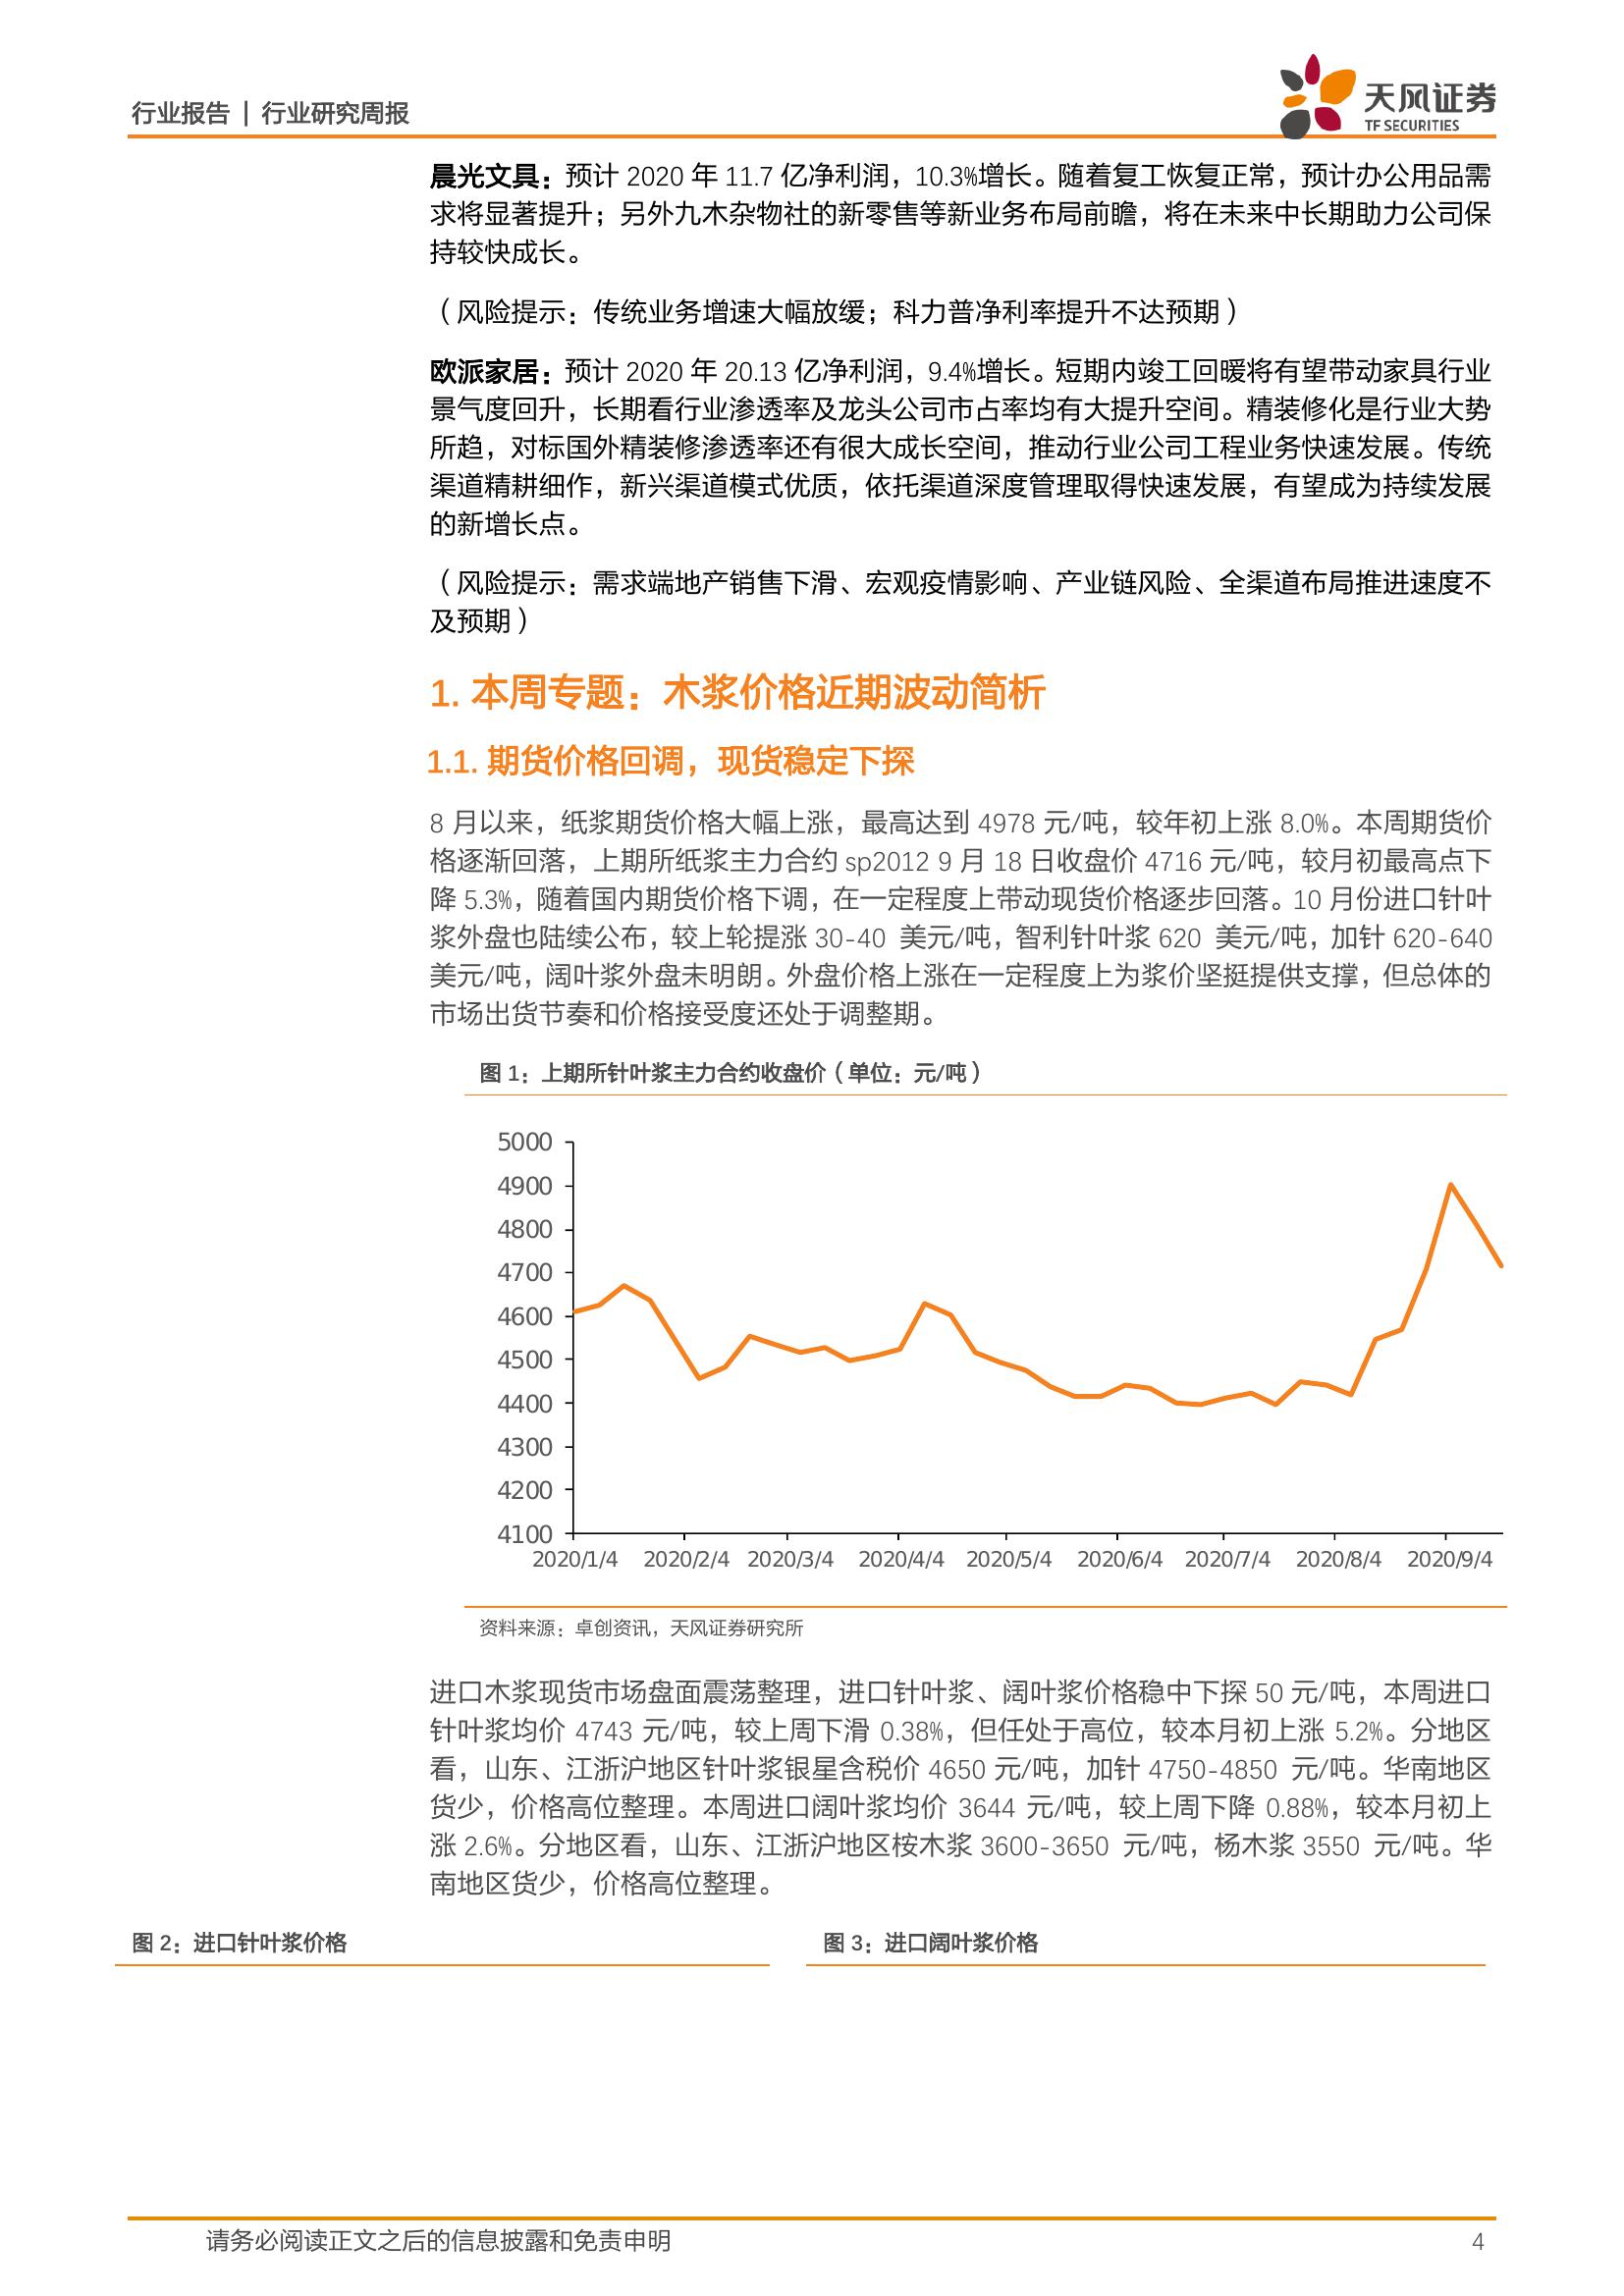 行业报告 | 行业研究周报
天风证券
TF SECURITIES
晨光文具：预计 2020 年 11.7 亿净利润，10.3%增长。随着复工恢复正常，预计办公用品需
求将显著提升；另外九木杂物社的新零售等新业务布局前瞻，将在未来中长期助力公司保
持较快成长。
（风险提示：传统业务增速大幅放缓；科力普净利率提升不达预期）
欧派家居：预计 2020 年 20.13 亿净利润，9.4%增长。短期内竣工回暖将有望带动家具行业
景气度回升，长期看行业渗透率及龙头公司市占率均有大提升空间。精装修化是行业大势
所趋，对标国外精装修渗透率还有很大成长空间，推动行业公司工程业务快速发展。传统
渠道精耕细作，新兴渠道模式优质，依托渠道深度管理取得快速发展，有望成为持续发展
的新增长点。
（风险提示：需求端地产销售下滑、宏观疫情影响、产业链风险、全渠道布局推进速度不
及预期）
1. 本周专题：木浆价格近期波动简析
1.1. 期货价格回调，现货稳定下探
8 月以来，纸浆期货价格大幅上涨，最高达到 4978 元/吨，较年初上涨 8.0%。本周期货价
格逐渐回落，上期所纸浆主力合约 sp2012 9 月 18 日收盘价 4716 元/吨，较月初最高点下
降 5.3%，随着国内期货价格下调，在一定程度上带动现货价格逐步回落。10 月份进口针叶
浆外盘也陆续公布，较上轮提涨 30-40 美元/吨，智利针叶浆 620 美元/吨，加针 620-640
美元/吨，阔叶浆外盘未明朗。外盘价格上涨在一定程度上为浆价坚挺提供支撑，但总体的
市场出货节奏和价格接受度还处于调整期。
图 1：上期所针叶浆主力合约收盘价（单位：元/吨）
5000
4900
4800
4700
4600
4500
4400
4300
4200
4100
2020/1/4 2020/2/4 2020/3/4 2020/4/4 2020/5/4 2020/6/4 2020/7/4 2020/8/4 2020/9/4
资料来源：卓创资讯，天风证券研究所
进口木浆现货市场盘面震荡整理，进口针叶浆、阔叶浆价格稳中下探 50 元/吨，本周进口
针叶浆均价 4743 元/吨，较上周下滑 0.38%，但任处于高位，较本月初上涨 5.2%。分地区
看，山东、江浙沪地区针叶浆银星含税价 4650 元/吨，加针 4750-4850 元/吨。华南地区
货少，价格高位整理。本周进口阔叶浆均价 3644 元/吨，较上周下降 0.88%，较本月初上
涨 2.6%。分地区看，山东、江浙沪地区桉木浆 3600-3650 元/吨，杨木浆 3550 元/吨。华
南地区货少，价格高位整理。
图 2：进口针叶浆价格
图 3：进口阔叶浆价格
请务必阅读正文之后的信息披露和免责申明
4